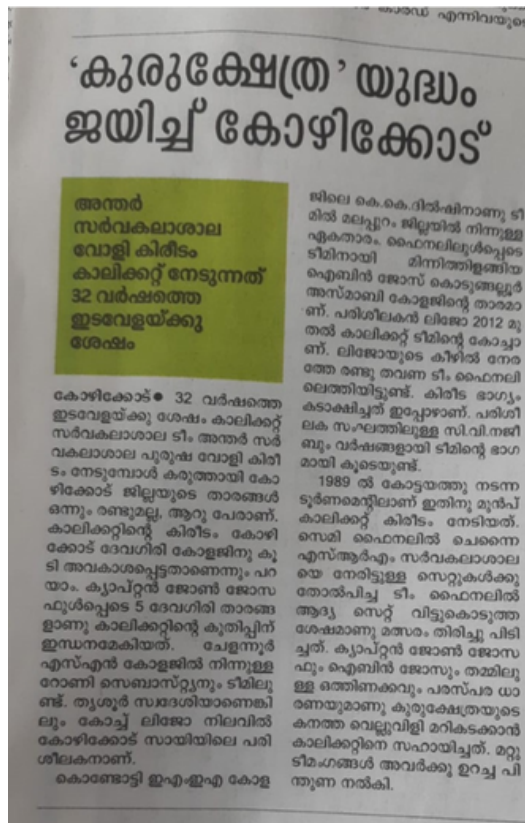 കാർഡ് എന്നിവയുടെ
‘കുരുക്ഷേത്ര’ യുദ്ധം
ജയിച്ച് കോഴിക്കോട്
അന്തർ
സർവകലാശാല
വോളി കിരീടം
കാലിക്കറ്റ് നേടുന്നത്
32 വർഷത്തെ
ഇടവേളയ്ക്കു
ശേഷം
കോഴിക്കോട്● 32 വർഷത്തെ
ഇടവേളയ്ക്കു ശേഷം കാലിക്കറ്റ്
സർവകലാശാല ടീം അന്തർ സർ
വകലാശാല പുരുഷ വോളി കിരീ
ടം നേടുമ്പോൾ കരുത്തായി കോ
ഴിക്കോട് ജില്ലയുടെ താരങ്ങൾ
ഒന്നും രണ്ടുമല്ല, ആറു പേരാണ്.
കാലിക്കറ്റിന്റെ കിരീടം കോഴി
ക്കോട് ദേവഗിരി കോളജിനു കൂ
ടി അവകാശപ്പെട്ടതാണെന്നും പറ
യാം. ക്യാപ്റ്റൻ ജോൺ ജോസ
ഫുൾപ്പെടെ 5 ദേവഗിരി താരങ്ങ
ളാണു കാലിക്കറ്റിന്റെ കുതിപ്പിന്
ഇന്ധനമേകിയത്. ചേളന്നൂർ
എസ്എൻ കോളജിൽ നിന്നുള്ള
റോണി സെബാസ്റ്റ്യനും ടീമിലു
ണ്ട്. തൃശൂർ സ്വദേശിയാണെങ്കി
ലും കോച്ച് ലിജോ നിലവിൽ
കോഴിക്കോട് സായിയിലെ പരി
ശീലകനാണ്.
കൊണ്ടോട്ടി ഇഎംഇഎ കോള
ജിലെ കെ.കെ.ദിൽഷിനാണു ടീ
മിൽ മലപ്പുറം ജില്ലയിൽ നിന്നുള്ള
ഏകതാരം. ഫൈനലിലുൾപ്പെടെ
ടീമിനായി മിന്നിത്തിളങ്ങിയ
ഐബിൻ ജോസ് കൊടുങ്ങല്ലൂർ
അസ്മാബി കോളജിന്റെ താരമാ
ണ്. പരിശീലകൻ ലിജോ 2012 മു
തൽ കാലിക്കറ്റ് ടീമിന്റെ കോച്ചാ
ണ്. ലിജോയുടെ കീഴിൽ നേര
ത്തേ രണ്ടു തവണ ടീം ഫൈനലി
ലെത്തിയിട്ടുണ്ട്. കിരീട ഭാഗ്യം
കടാക്ഷിച്ചത് ഇപ്പോഴാണ്. പരിശീ
ലക സംഘത്തിലുള്ള സി.വി.നജീ
ബും വർഷങ്ങളായി ടീമിന്റെ ഭാഗ
മായി കൂടെയുണ്ട്.
1989 ൽ കോട്ടയത്തു നടന്ന
ടൂർണമെന്റിലാണ് ഇതിനു മുൻപ്
കാലിക്കറ്റ് കിരീടം നേടിയത്.
സെമി ഫൈനലിൽ ചെന്നൈ
എസ്ആർഎം സർവകലാശാല
യെ നേരിട്ടുള്ള സെറ്റുകൾക്കു
തോൽപിച്ച ടീം ഫൈനലിൽ
ആദ്യ സെറ്റ് വിട്ടുകൊടുത്ത
ശേഷമാണു മത്സരം തിരിച്ചു പിടി
ച്ചത്. ക്യാപ്റ്റൻ ജോൺ ജോസ
ഫും ഐബിൻ ജോസും തമ്മിലു
ള്ള ഒത്തിണക്കവും പരസ്പര ധാ
രണയുമാണു കുരുക്ഷേത്രയുടെ
കനത്ത വെല്ലുവിളി മറികടക്കാൻ
കാലിക്കറ്റിനെ സഹായിച്ചത്. മറ്റു
ടീമംഗങ്ങൾ അവർക്കു ഉറച്ച പി
ന്തുണ നൽകി.